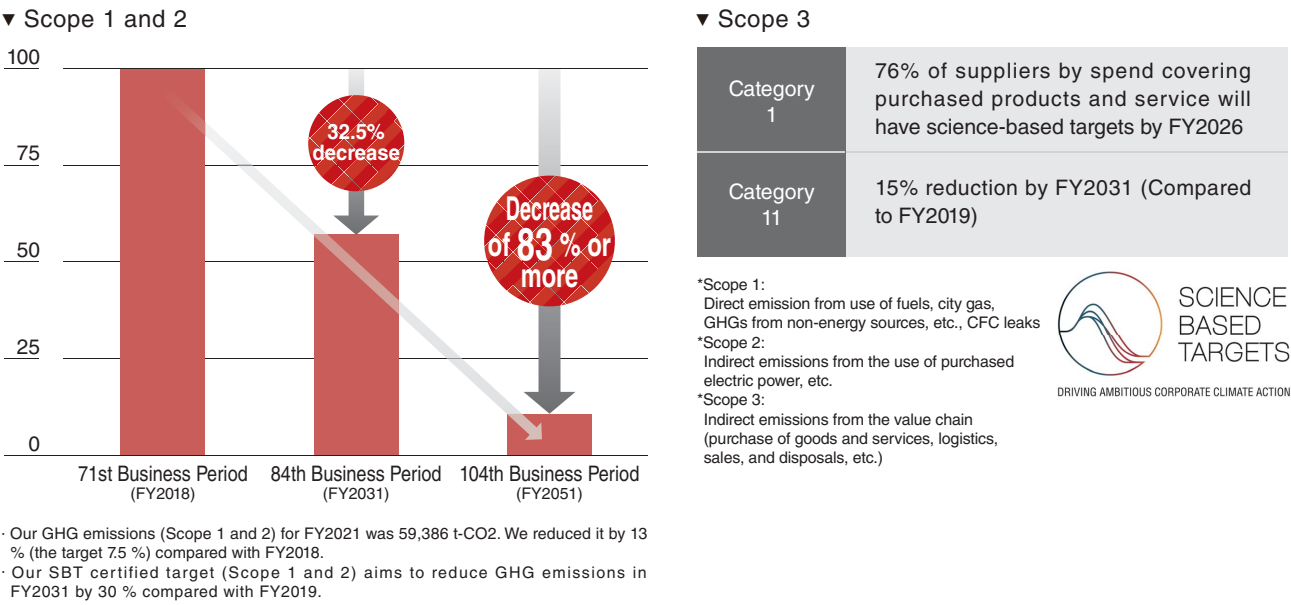 ▼ Scope 1 and 2
100
75
50
25
0
32.5%
decrease
Decrease
of 83 % or
more
71st Business Period
(FY2018)
84th Business Period
(FY2031)
104th Business Period
(FY2051)
· Our GHG emissions (Scope 1 and 2) for FY2021 was 59,386 t-CO2. We reduced it by 13
% (the target 7.5 %) compared with FY2018.
· Our SBT certified target (Scope 1 and 2) aims to reduce GHG emissions in
FY2031 by 30 % compared with FY2019.
▼ Scope 3
Category
1
76% of suppliers by spend covering
purchased products and service will
have science-based targets by FY2026
Category
11
15% reduction by FY2031 (Compared
to FY2019)
*Scope 1:
Direct emission from use of fuels, city gas,
GHGs from non-energy sources, etc., CFC leaks
*Scope 2:
Indirect emissions from the use of purchased
electric power, etc.
*Scope 3:
Indirect emissions from the value chain
(purchase of goods and services, logistics,
sales, and disposals, etc.)
SCIENCE
BASED
TARGETS
DRIVING AMBITIOUS CORPORATE CLIMATE ACTION